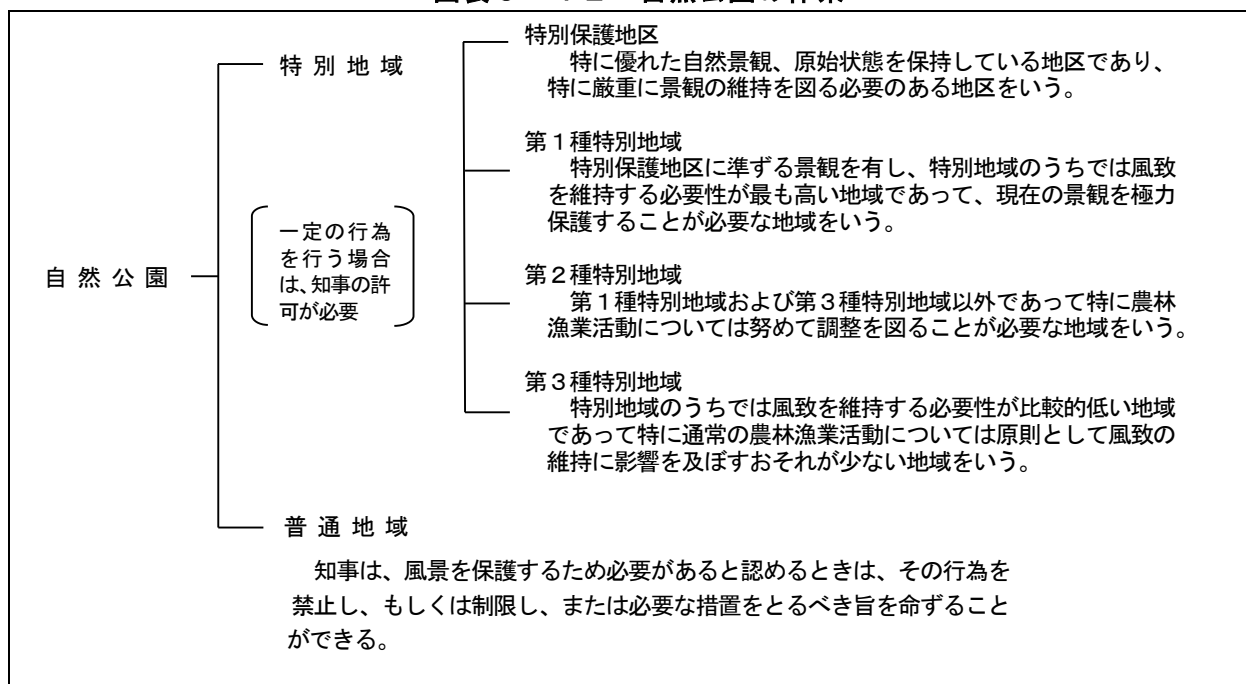 特別保護地区
特に優れた自然景観、原始状態を保持している地区であり、
特に厳重に景観の維持を図る必要のある地区をいう。
特別地域
第1種特別地域
特別保護地区に準ずる景観を有し、特別地域のうちでは風致
を維持する必要性が最も高い地域であって、現在の景観を極力
保護することが必要な地域をいう。
一定の行為
を行う場合
は、知事の許
可が必要
自然公園
第2種特別地域
第1種特別地域および第3種特別地域以外であって特に農林
漁業活動については努めて調整を図ることが必要な地域をいう。
第3種特別地域
特別地域のうちでは風致を維持する必要性が比較的低い地域
であって特に通常の農林漁業活動については原則として風致の
維持に影響を及ぼすおそれが少ない地域をいう。
普通地域
知事は、風景を保護するため必要があると認めるときは、その行為を
禁止し、もしくは制限し、または必要な措置をとるべき旨を命ずること
ができる。